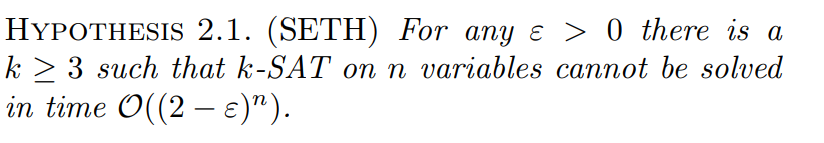 HYPOTHESIS 2.1. (SETH) For any ε > 0 there is a
k ≥ 3 such that k-SAT on n variables cannot be solved
in time 𝒪((2 − ε)ⁿ).